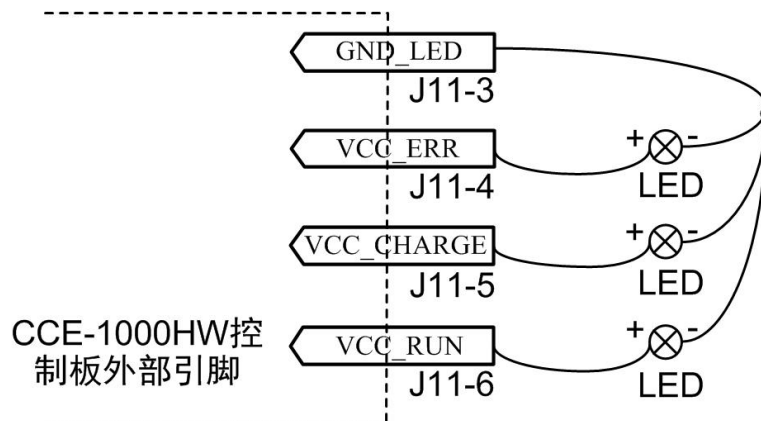 GND_LED
J11-3
VCC_ERR
+ -
J11-4
LED
VCC_CHARGE
+ -
J11-5
LED
CCE-1000HW控
制板外部引脚
VCC_RUN
+ -
J11-6
LED